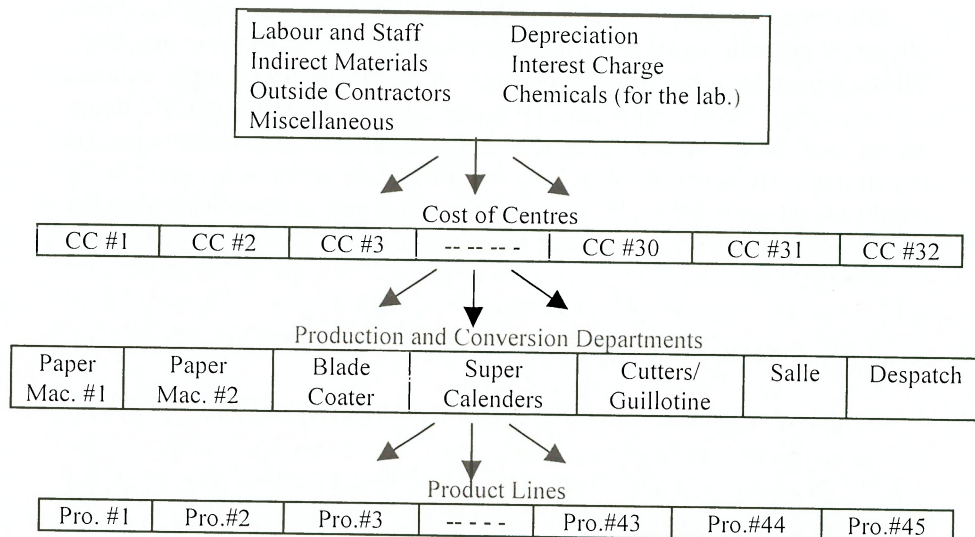 Labour and Staff Depreciation
Indirect Materials Interest Charge
Outside Contractors Chemicals (for the lab.)
Miscellaneous
Cost of Centres
CC #1 CC #2 CC #3 -- -- -- - CC #30 CC #31 CC #32
Production and Conversion Departments
Paper Paper Blade Super Cutters/ Salle Despatch
Mac. #1 Mac. #2 Coater Calenders Guillotine
Product Lines
Pro. #1 Pro.#2 Pro.#3 -- - - - Pro.#43 Pro.#44 Pro.#45